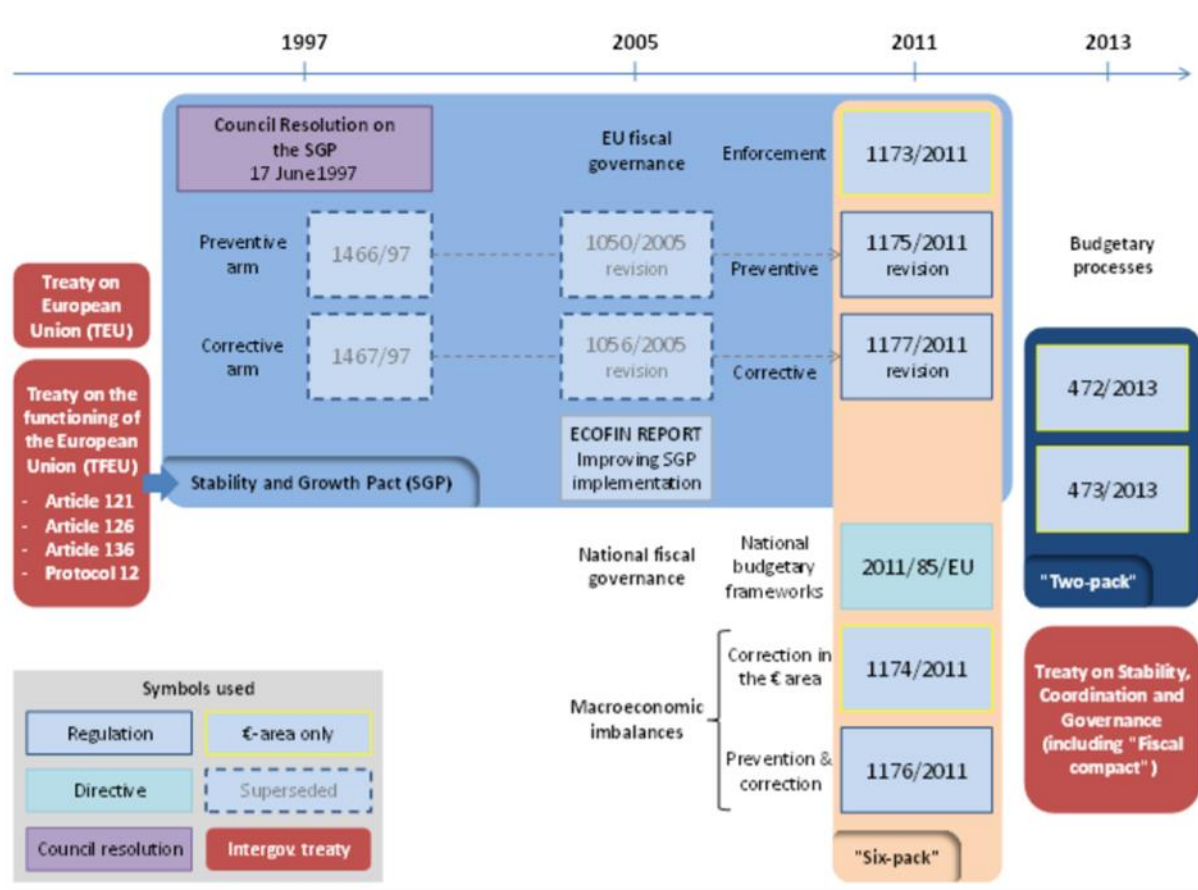 1997
2005
2011
2013
Council Resolution on
the SGP
17 June1997
EU fiscal
governance
Enforcement
1173/2011
Preventive
arm
1466/97
1050/2005
revision
Preventive
1175/2011
revision
Budgetary
processes
Treaty on
European
Union (TEU)
Corrective
arm
1467/97
1056/2005
revision
Corrective
1177/2011
revision
Treaty on the
functioning of
the European
Union (TFEU)
- Article 121
- Article 126
- Article 136
- Protocol 12
472/2013
473/2013
"Two-pack"
ECOFIN REPORT
Improving SGP
implementation
Stability and Growth Pact (SGP)
National fiscal
governance
National
budgetary
frameworks
2011/85/EU
Macroeconomic
imbalances
Correction in
the € area
1174/2011
Prevention &
correction
1176/2011
"Six-pack"
Treaty on Stability,
Coordination and
Governance
(including "Fiscal
compact")
Symbols used
Regulation
€-area only
Directive
Superseded
Council resolution
Intergov. treaty